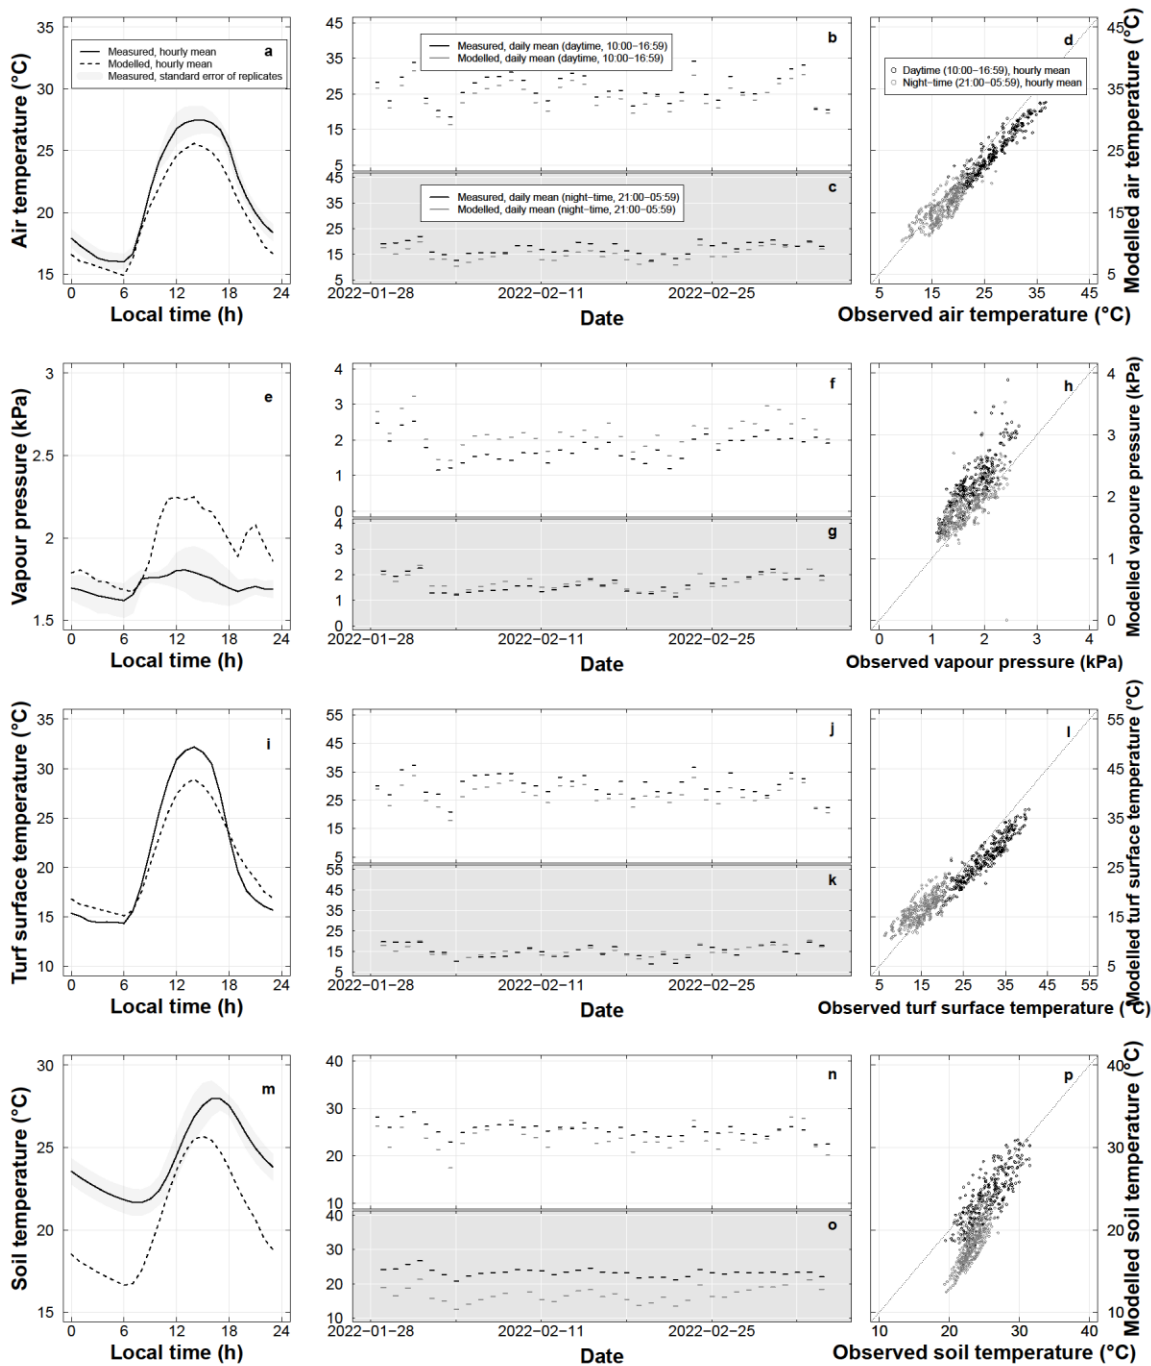 a
Measured, hourly mean
Modelled, hourly mean
Measured, standard error of replicates
35
30
25
20
15
0 6 12 18 24
Air temperature (°C)
Local time (h)
b
Measured, daily mean (daytime, 10:00−16:59)
Modelled, daily mean (daytime, 10:00−16:59)
45
35
25
15
5
c
Measured, daily mean (night−time, 21:00−05:59)
Modelled, daily mean (night−time, 21:00−05:59)
45
35
25
15
5
2022−01−28 2022−02−11 2022−02−25
Date
d
Daytime (10:00−16:59), hourly mean
Night−time (21:00−05:59), hourly mean
45
35
25
15
5
5 15 25 35 45
Observed air temperature (°C)
Modelled air temperature (°C)
e
3
2.5
2
1.5
0 6 12 18 24
Vapour pressure (kPa)
Local time (h)
f
4
3
2
1
0
g
4
3
2
1
0
2022−01−28 2022−02−11 2022−02−25
Date
h
4
3
2
1
0
0 1 2 3 4
Observed vapour pressure (kPa)
Modelled vapoure pressure (kPa)
i
35
30
25
20
15
10
0 6 12 18 24
Turf surface temperature (°C)
Local time (h)
j
55
45
35
25
15
5
k
55
45
35
25
15
5
2022−01−28 2022−02−11 2022−02−25
Date
l
55
45
35
25
15
5
5 15 25 35 45 55
Observed turf surface temperature (°C)
Modelled turf surface temperature (°C)
m
30
25
20
15
0 6 12 18 24
Soil temperature (°C)
Local time (h)
n
40
30
20
10
o
40
30
20
10
2022−01−28 2022−02−11 2022−02−25
Date
p
40
30
20
10
10 20 30 40
Observed soil temperature (°C)
Modelled soil temperature (°C)